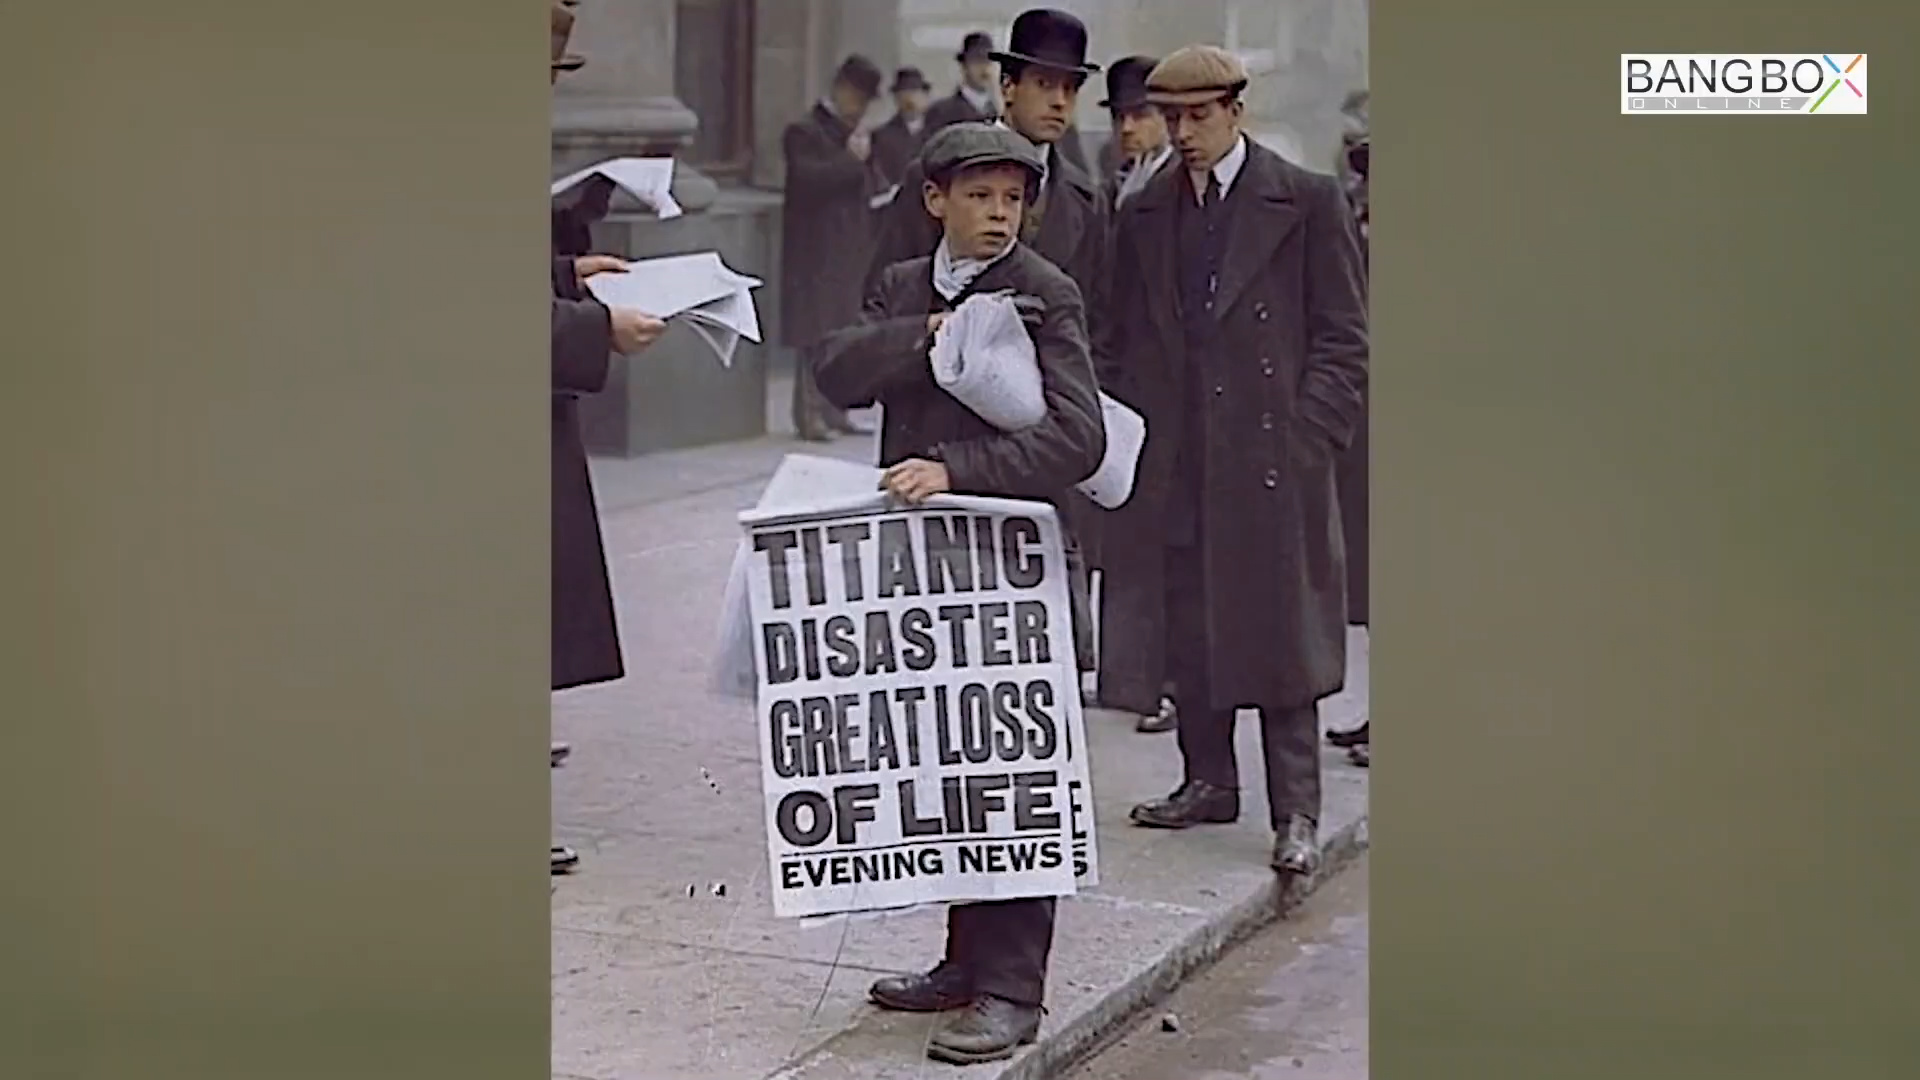 BANGBOX
ONLINE
TITANIC
DISASTER
GREAT LOSS
OF LIFE
EVENING NEWS
E
E
S